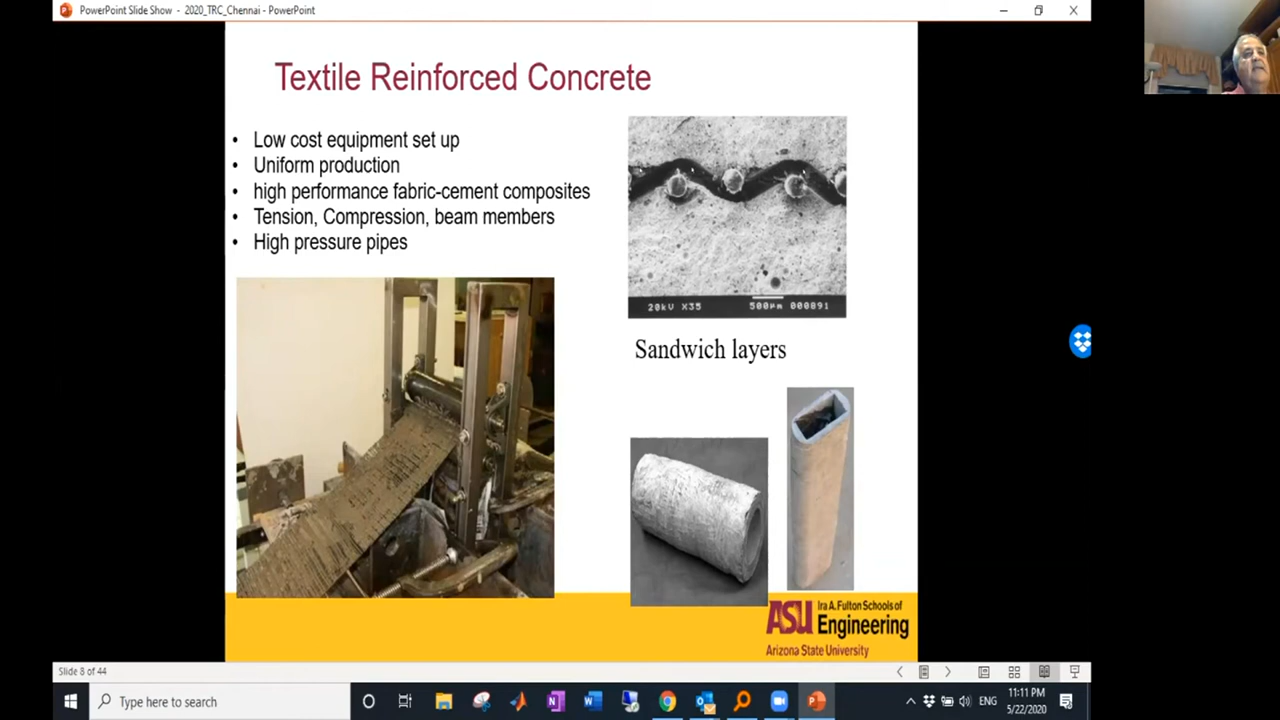 PowerPoint Slide Show - 2020_TRC_Chennai - PowerPoint
Textile Reinforced Concrete
• Low cost equipment set up
• Uniform production
• high performance fabric-cement composites
• Tension, Compression, beam members
• High pressure pipes
20kV X35 500µm 000891
Sandwich layers
ASU Ira A. Fulton Schools of
Engineering
Arizona State University
Slide 8 of 44
Type here to search
ENG
11:11 PM
5/22/2020